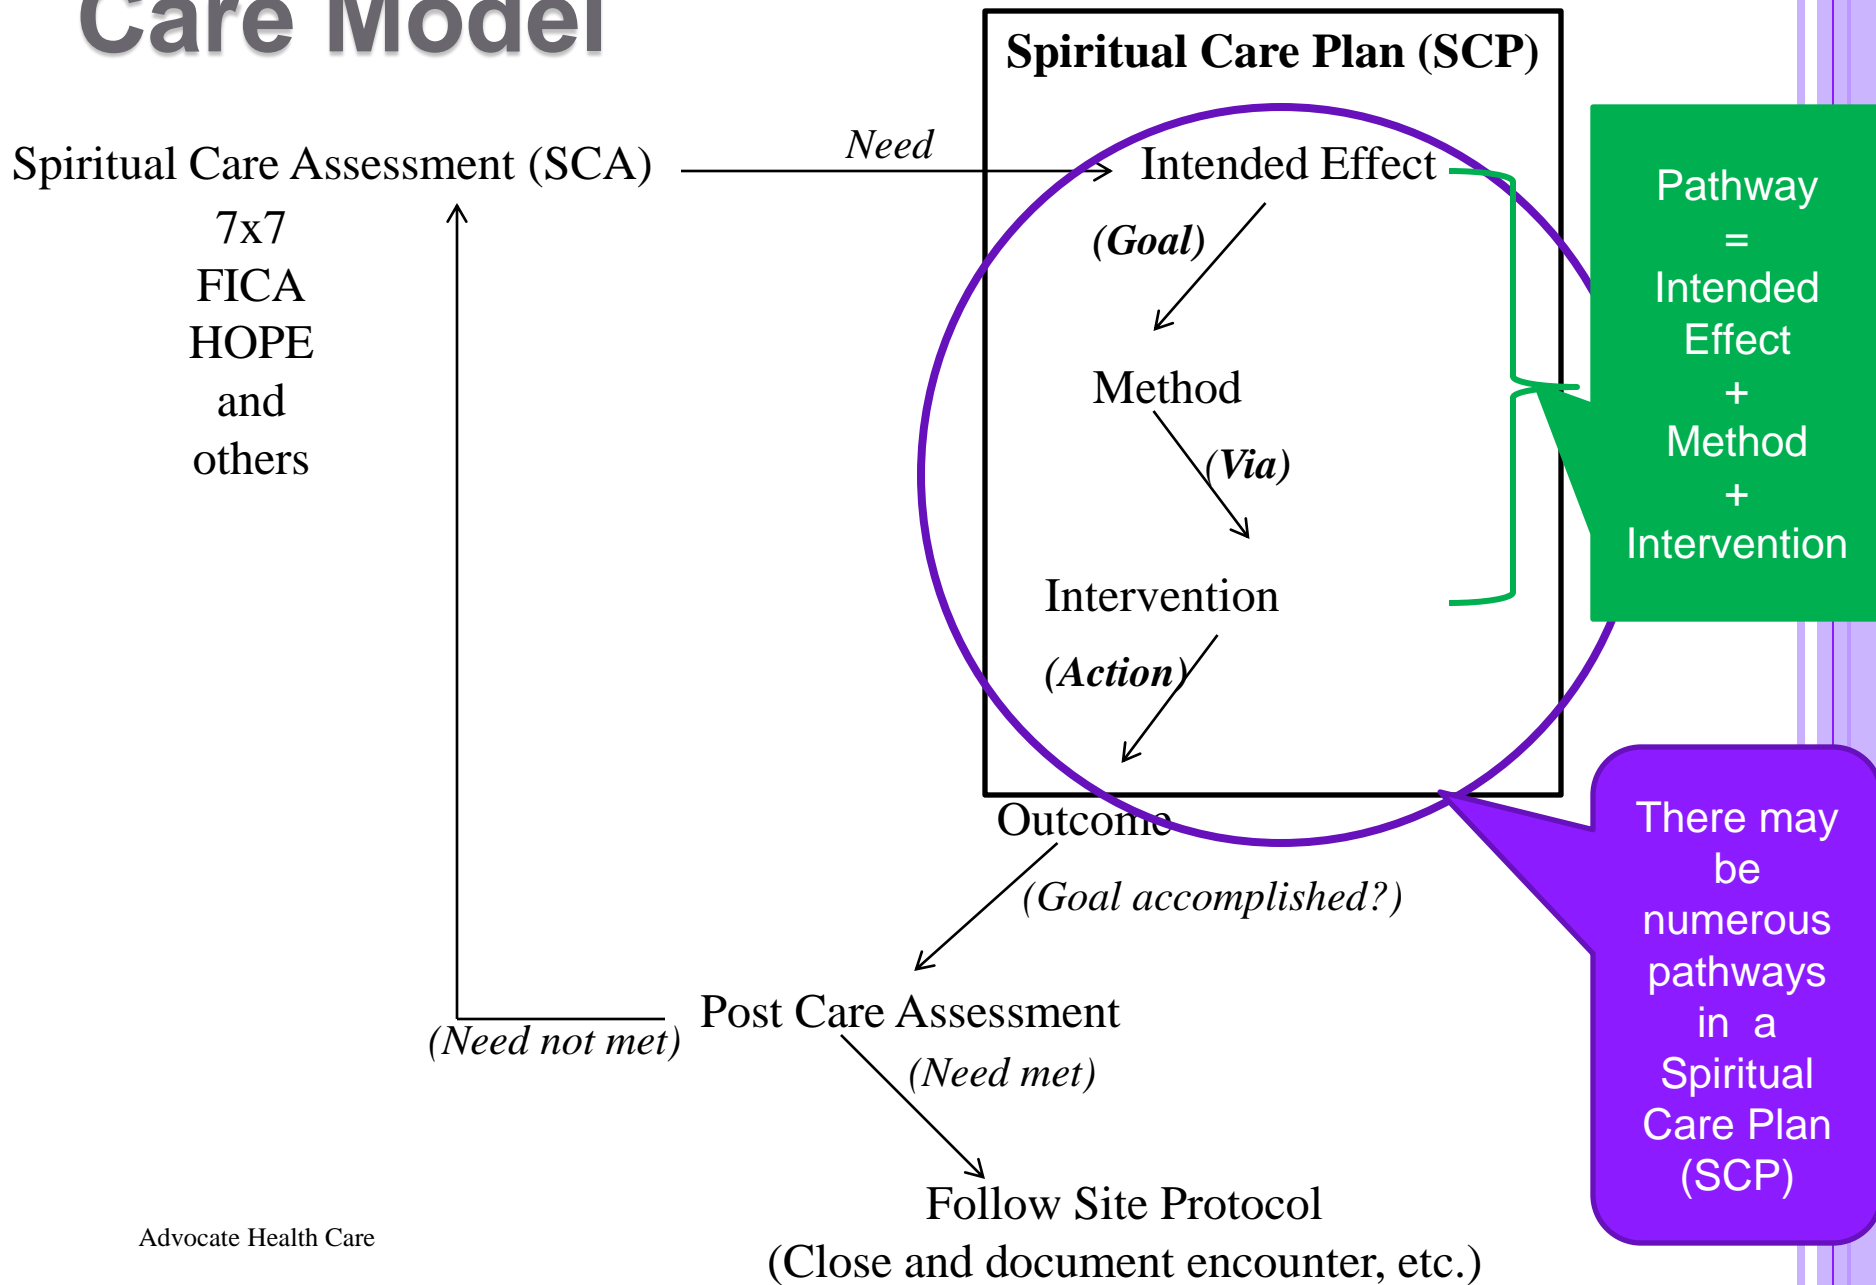 Care Model
Spiritual Care Plan (SCP)
Spiritual Care Assessment (SCA)
7x7
FICA
HOPE
and
others
Need
Intended Effect
(Goal)
Method
(Via)
Intervention
(Action)
Outcome
(Goal accomplished?)
Post Care Assessment
(Need not met)
(Need met)
Follow Site Protocol
(Close and document encounter, etc.)
Pathway
=
Intended
Effect
+
Method
+
Intervention
There may
be
numerous
pathways
in a
Spiritual
Care Plan
(SCP)
Advocate Health Care